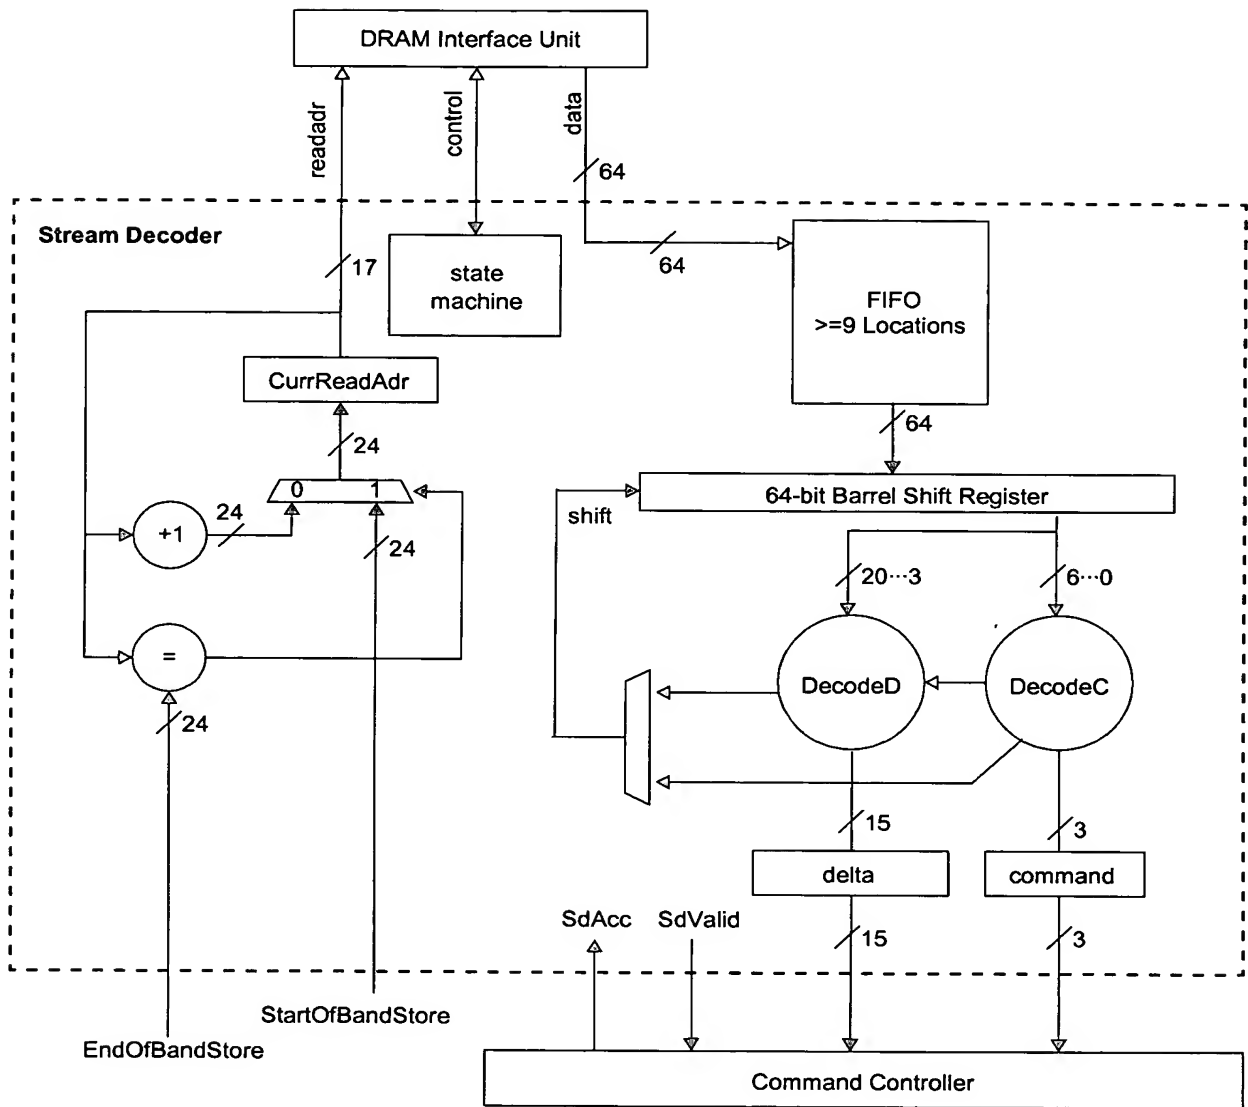 DRAM Interface Unit
readadr
control
data
64
Stream Decoder
17
state
machine
64
FIFO
>=9 Locations
CurrReadAdr
24
64
0 1
64-bit Barrel Shift Register
shift
+1
24
24
20···3
6···0
=
DecodeD
DecodeC
24
15
3
delta
command
SdAcc
SdValid
15
3
StartOfBandStore
EndOfBandStore
Command Controller